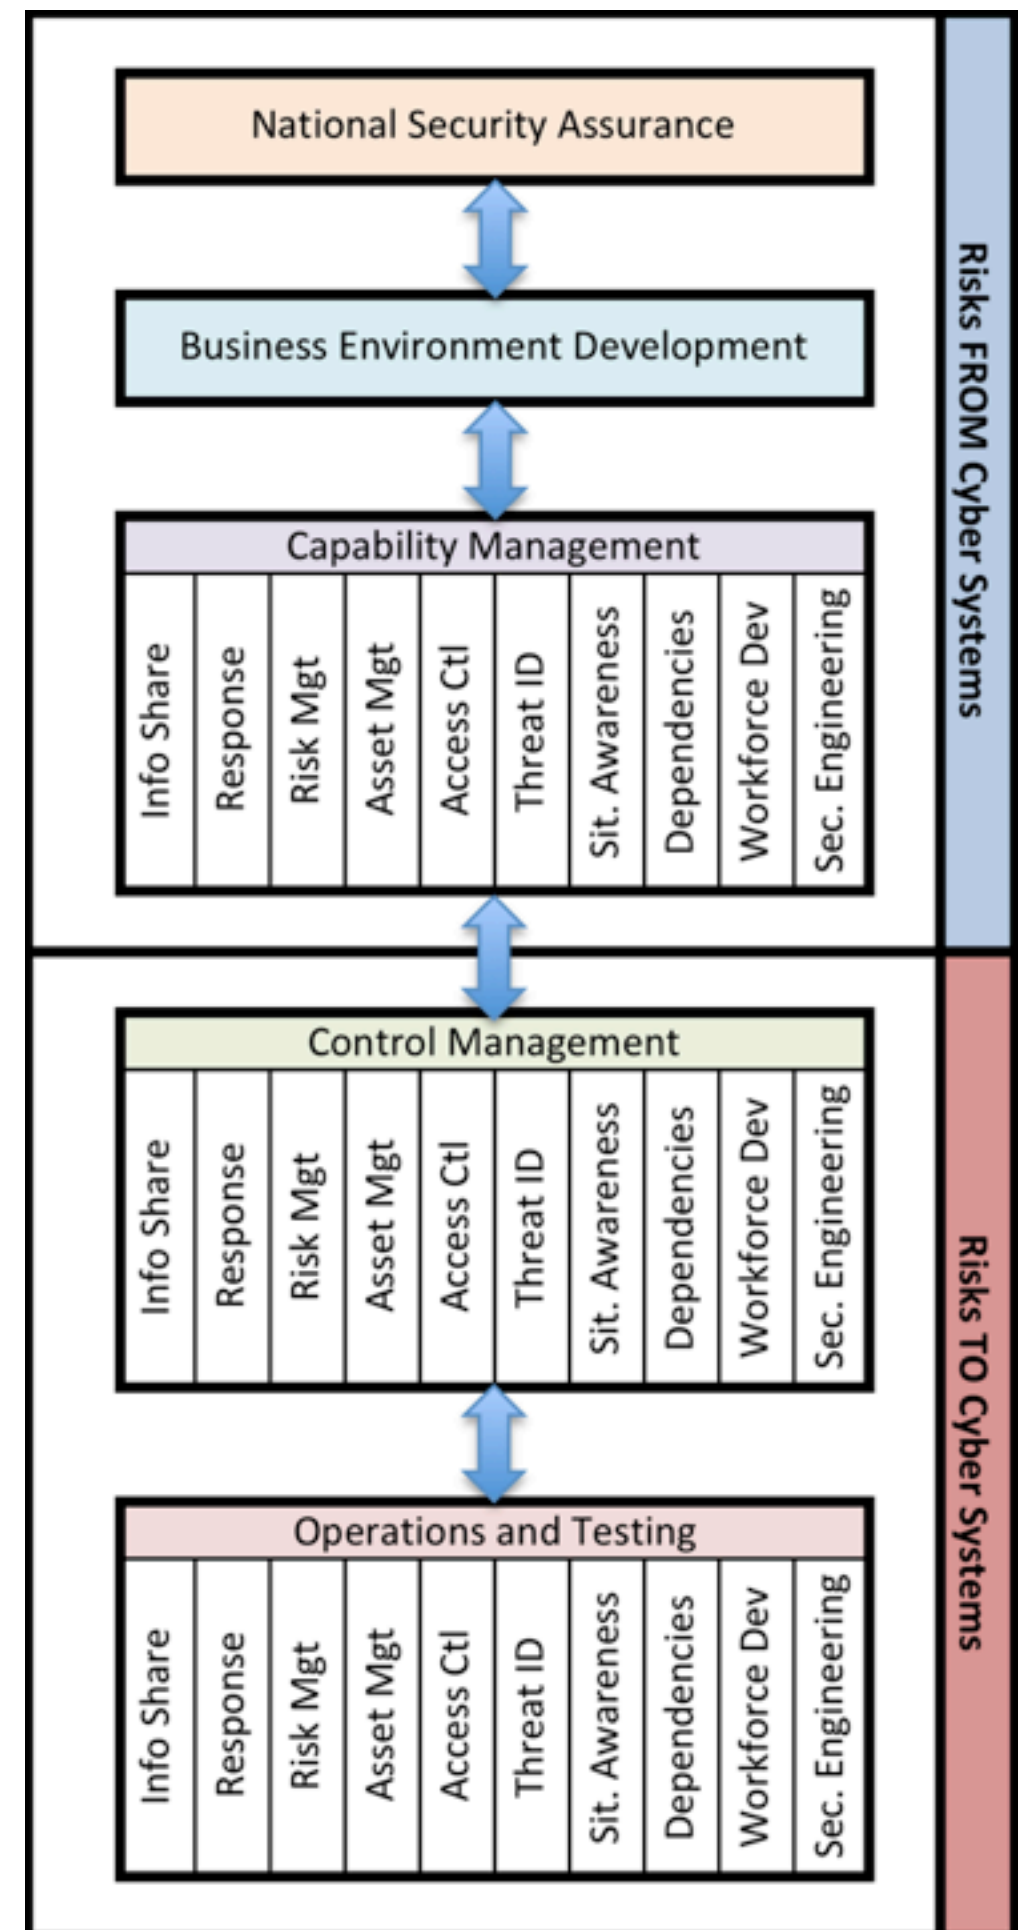 National Security Assurance
Business Environment Development
Capability Management
Info Share
Response
Risk Mgt
Asset Mgt
Access Ctl
Threat ID
Sit. Awareness
Dependencies
Workforce Dev
Sec. Engineering
Risks FROM Cyber Systems
Control Management
Info Share
Response
Risk Mgt
Asset Mgt
Access Ctl
Threat ID
Sit. Awareness
Dependencies
Workforce Dev
Sec. Engineering
Operations and Testing
Info Share
Response
Risk Mgt
Asset Mgt
Access Ctl
Threat ID
Sit. Awareness
Dependencies
Workforce Dev
Sec. Engineering
Risks TO Cyber Systems